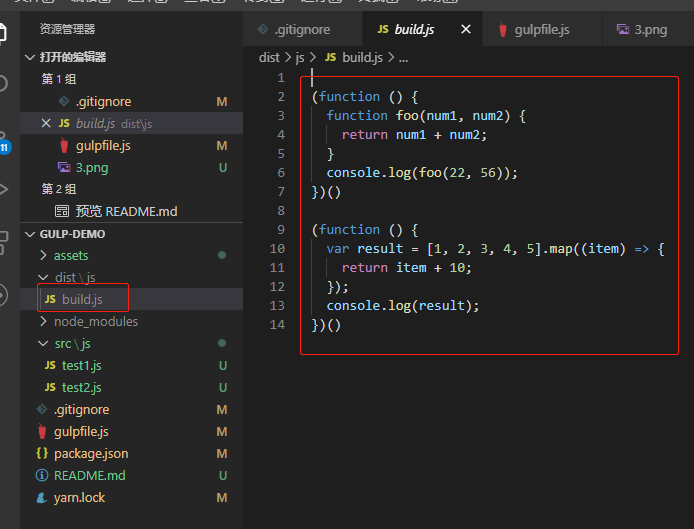 资源管理器
打开的编辑器
第 1 组
.gitignore M
JS build.js dist\js
gulpfile.js M
3.png U
第 2 组
预览 README.md
GULP-DEMO
assets
dist \ js
JS build.js
node_modules
src \ js
JS test1.js U
JS test2.js U
.gitignore M
gulpfile.js M
{} package.json M
README.md U
yarn.lock M
11
.gitignore
JS build.js
gulpfile.js
3.png
dist > js > JS build.js > ...
1
2 (function () {
3 function foo(num1, num2) {
4 return num1 + num2;
5 }
6 console.log(foo(22, 56));
7 })()
8
9 (function () {
10 var result = [1, 2, 3, 4, 5].map((item) => {
11 return item + 10;
12 });
13 console.log(result);
14 })()